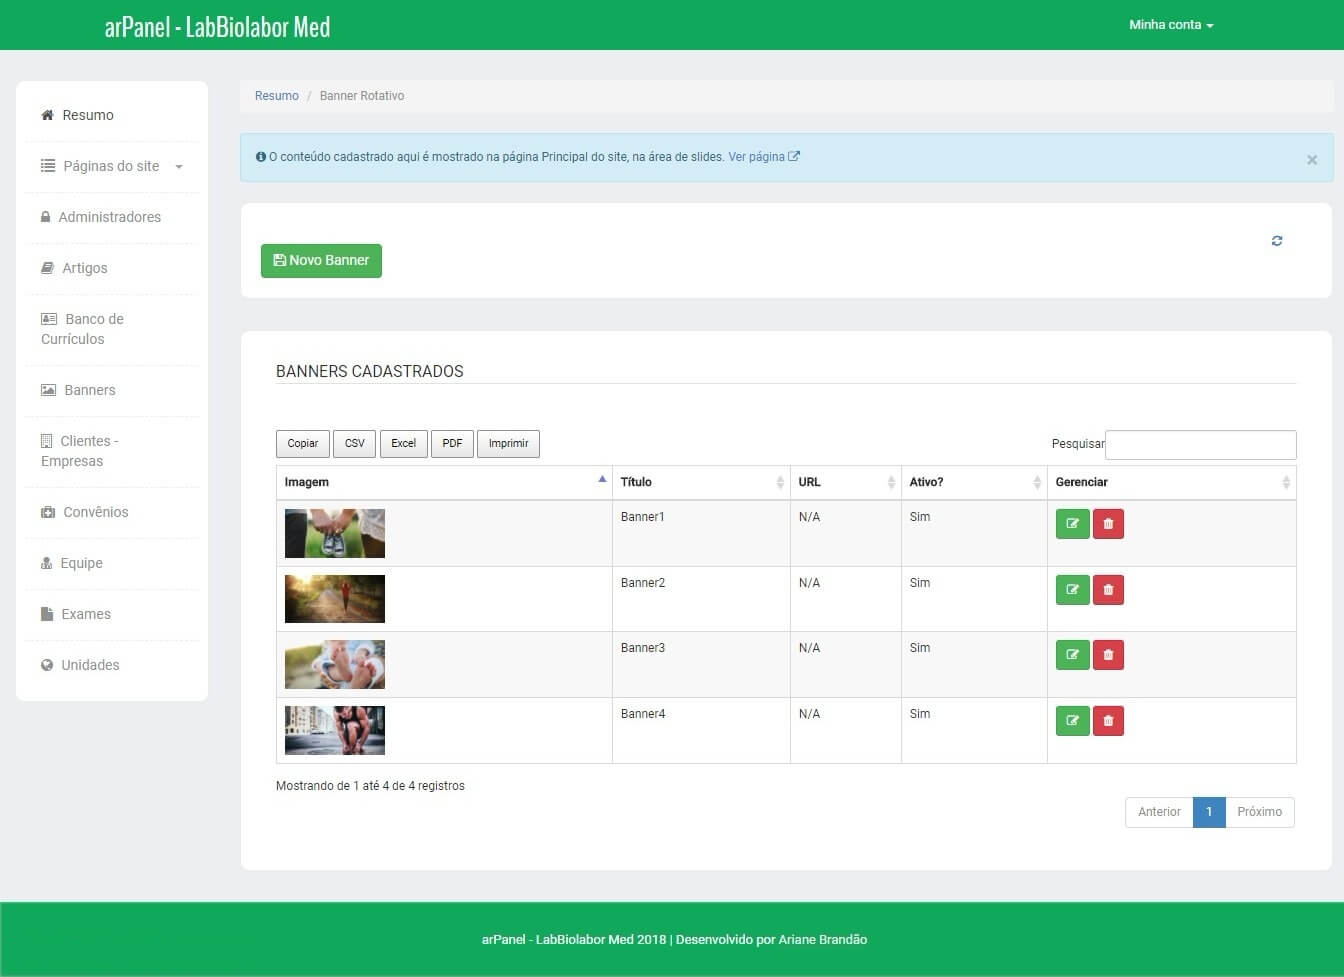 arPanel - LabBiolabor Med
Minha conta
Resumo
Páginas do site
Administradores
Artigos
Banco de
Currículos
Banners
Clientes -
Empresas
Convênios
Equipe
Exames
Unidades
Resumo / Banner Rotativo
O conteúdo cadastrado aqui é mostrado na página Principal do site, na área de slides. Ver página
×
Novo Banner
BANNERS CADASTRADOS
Copiar CSV Excel PDF Imprimir
Pesquisar
Imagem Título URL Ativo? Gerenciar
Banner1 N/A Sim
Banner2 N/A Sim
Banner3 N/A Sim
Banner4 N/A Sim
Mostrando de 1 até 4 de 4 registros
Anterior 1 Próximo
arPanel - LabBiolabor Med 2018 | Desenvolvido por Ariane Brandão